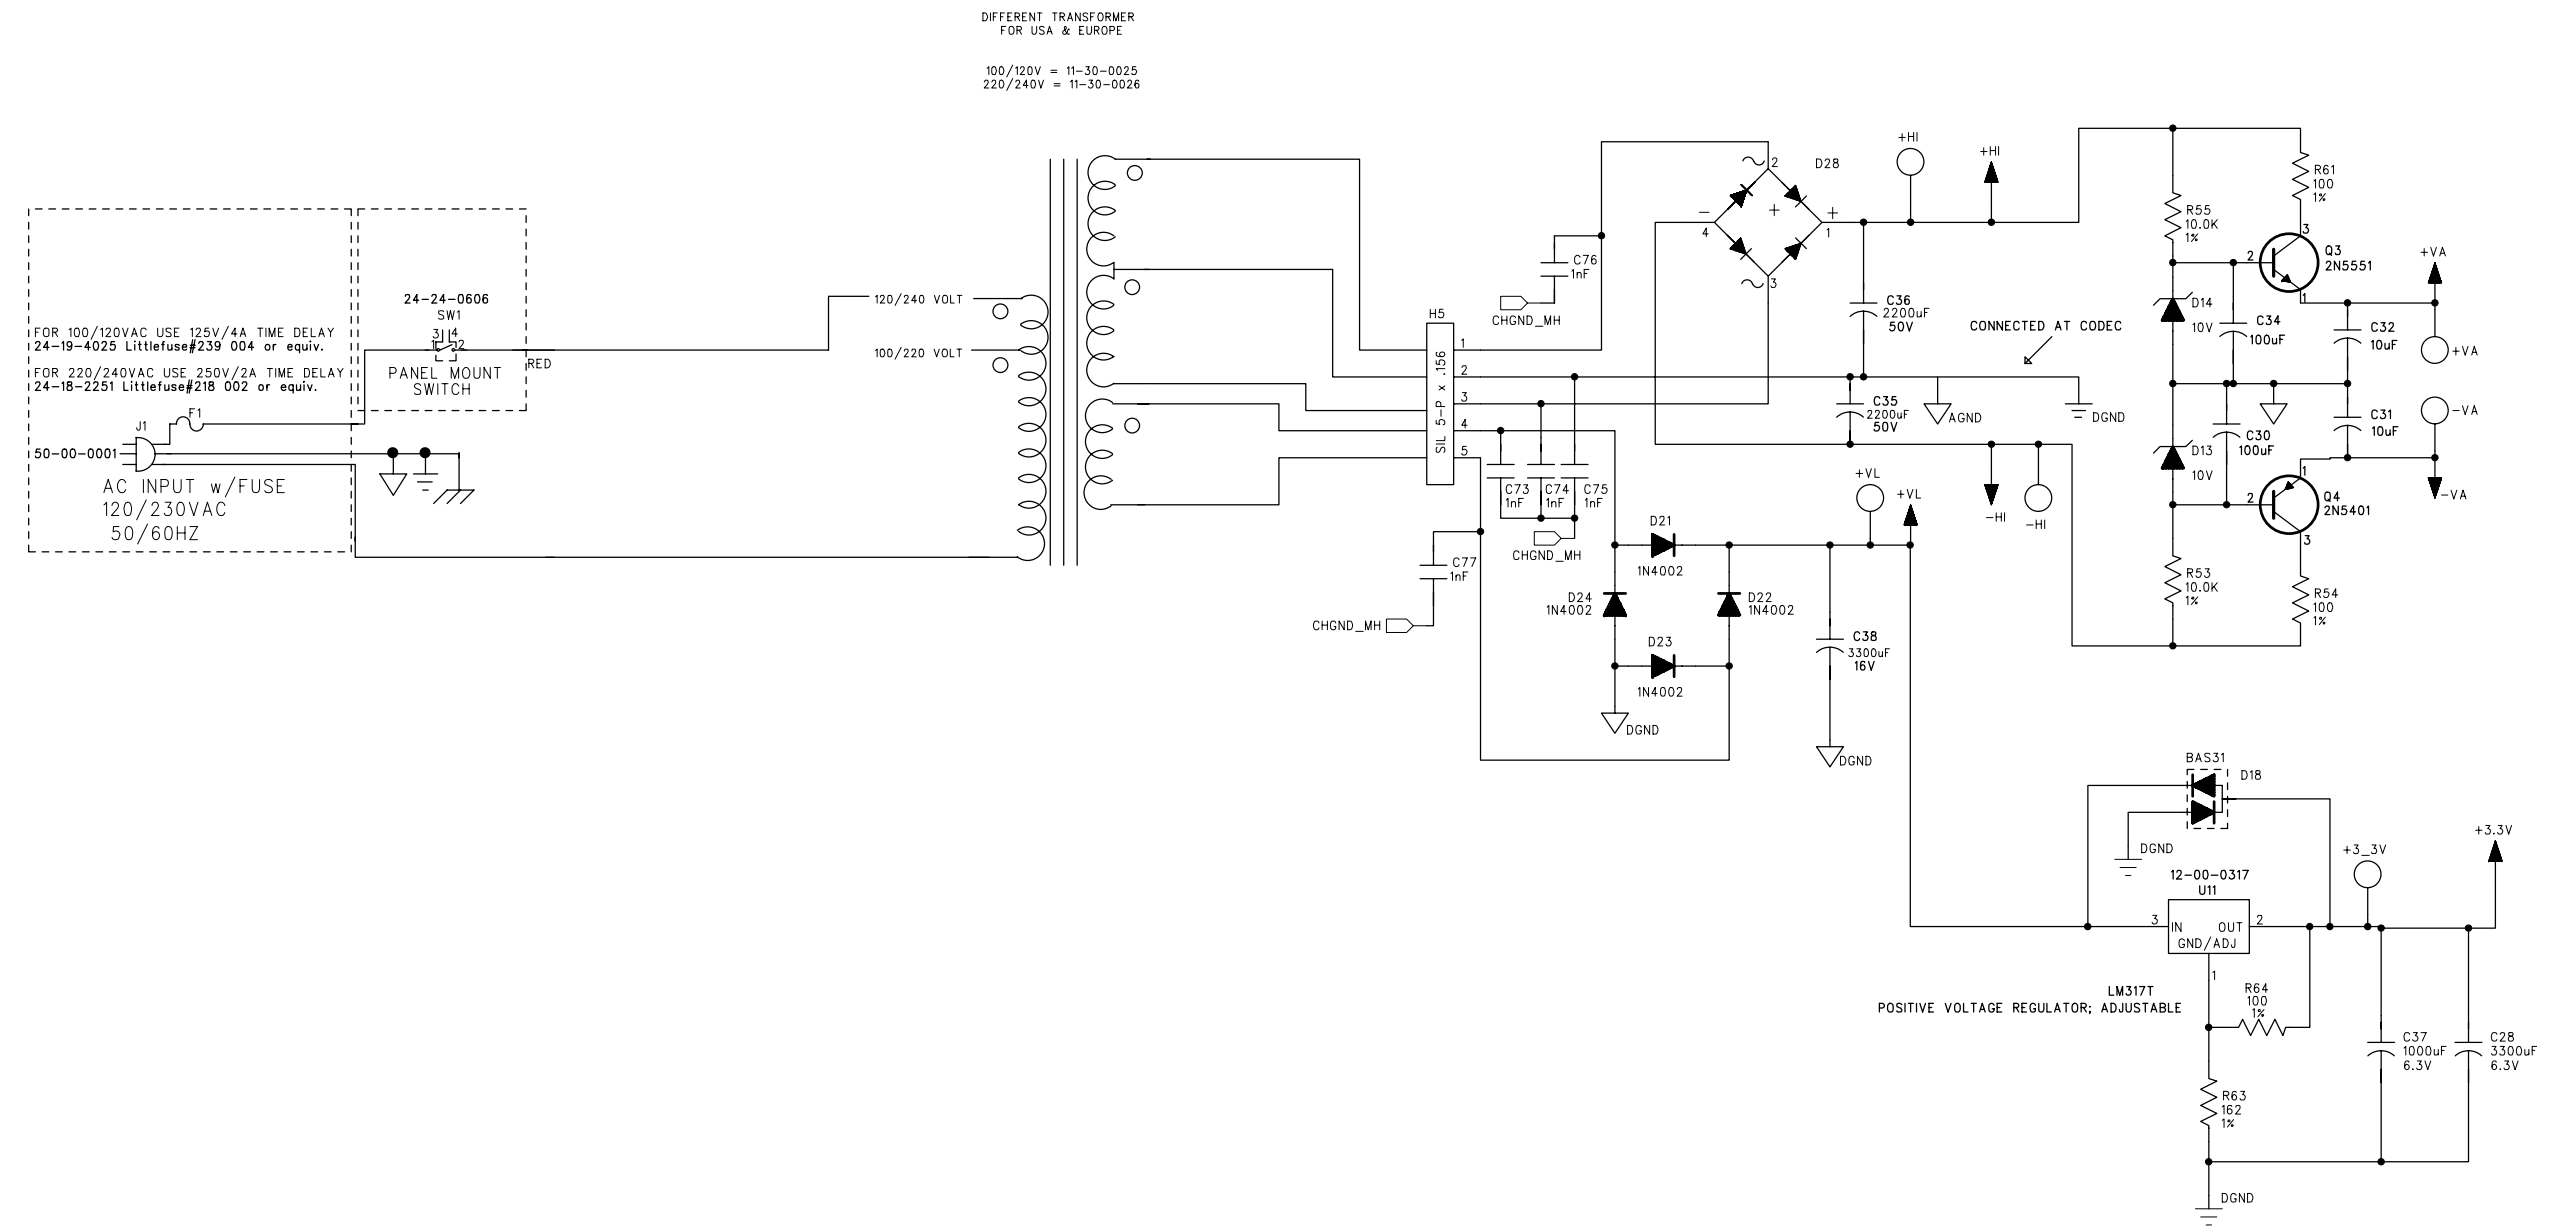 DIFFERENT TRANSFORMER
FOR USA & EUROPE
100/120V = 11-30-0025
220/240V = 11-30-0026
FOR 100/120VAC USE 125V/4A TIME DELAY
24-19-4025 Littlefuse#239 004 or equiv.
FOR 220/240VAC USE 250V/2A TIME DELAY
24-18-2251 Littlefuse#218 002 or equiv.
F1
J1
50-00-0001
AC INPUT w/FUSE
120/230VAC
50/60HZ
24-24-0606
SW1
3
4
1
2
PANEL MOUNT
SWITCH
RED
120/240 VOLT
100/220 VOLT
H5
SIL 5-P x .156
1
2
3
4
5
C76
1nF
CHGND_MH
D28
2
-
4
+
+
1
3
+HI
+HI
C36
2200uF
50V
C35
2200uF
50V
AGND
DGND
CONNECTED AT CODEC
-HI
-HI
C73
1nF
C74
1nF
C75
1nF
CHGND_MH
C77
1nF
CHGND_MH
D21
1N4002
D24
1N4002
D22
1N4002
D23
1N4002
DGND
+VL
+VL
C38
3300uF
16V
DGND
R55
10.0K
1%
R61
100
1%
3
2
1
Q3
2N5551
D14
10V
C34
100uF
C32
10uF
+VA
+VA
D13
10V
C30
100uF
C31
10uF
-VA
-VA
1
2
3
Q4
2N5401
R53
10.0K
1%
R54
100
1%
BAS31
D18
DGND
12-00-0317
U11
3
IN
OUT
2
GND/ADJ
1
+3_3V
+3.3V
LM317T
POSITIVE VOLTAGE REGULATOR; ADJUSTABLE
R64
100
1%
C37
1000uF
6.3V
C28
3300uF
6.3V
R63
162
1%
DGND